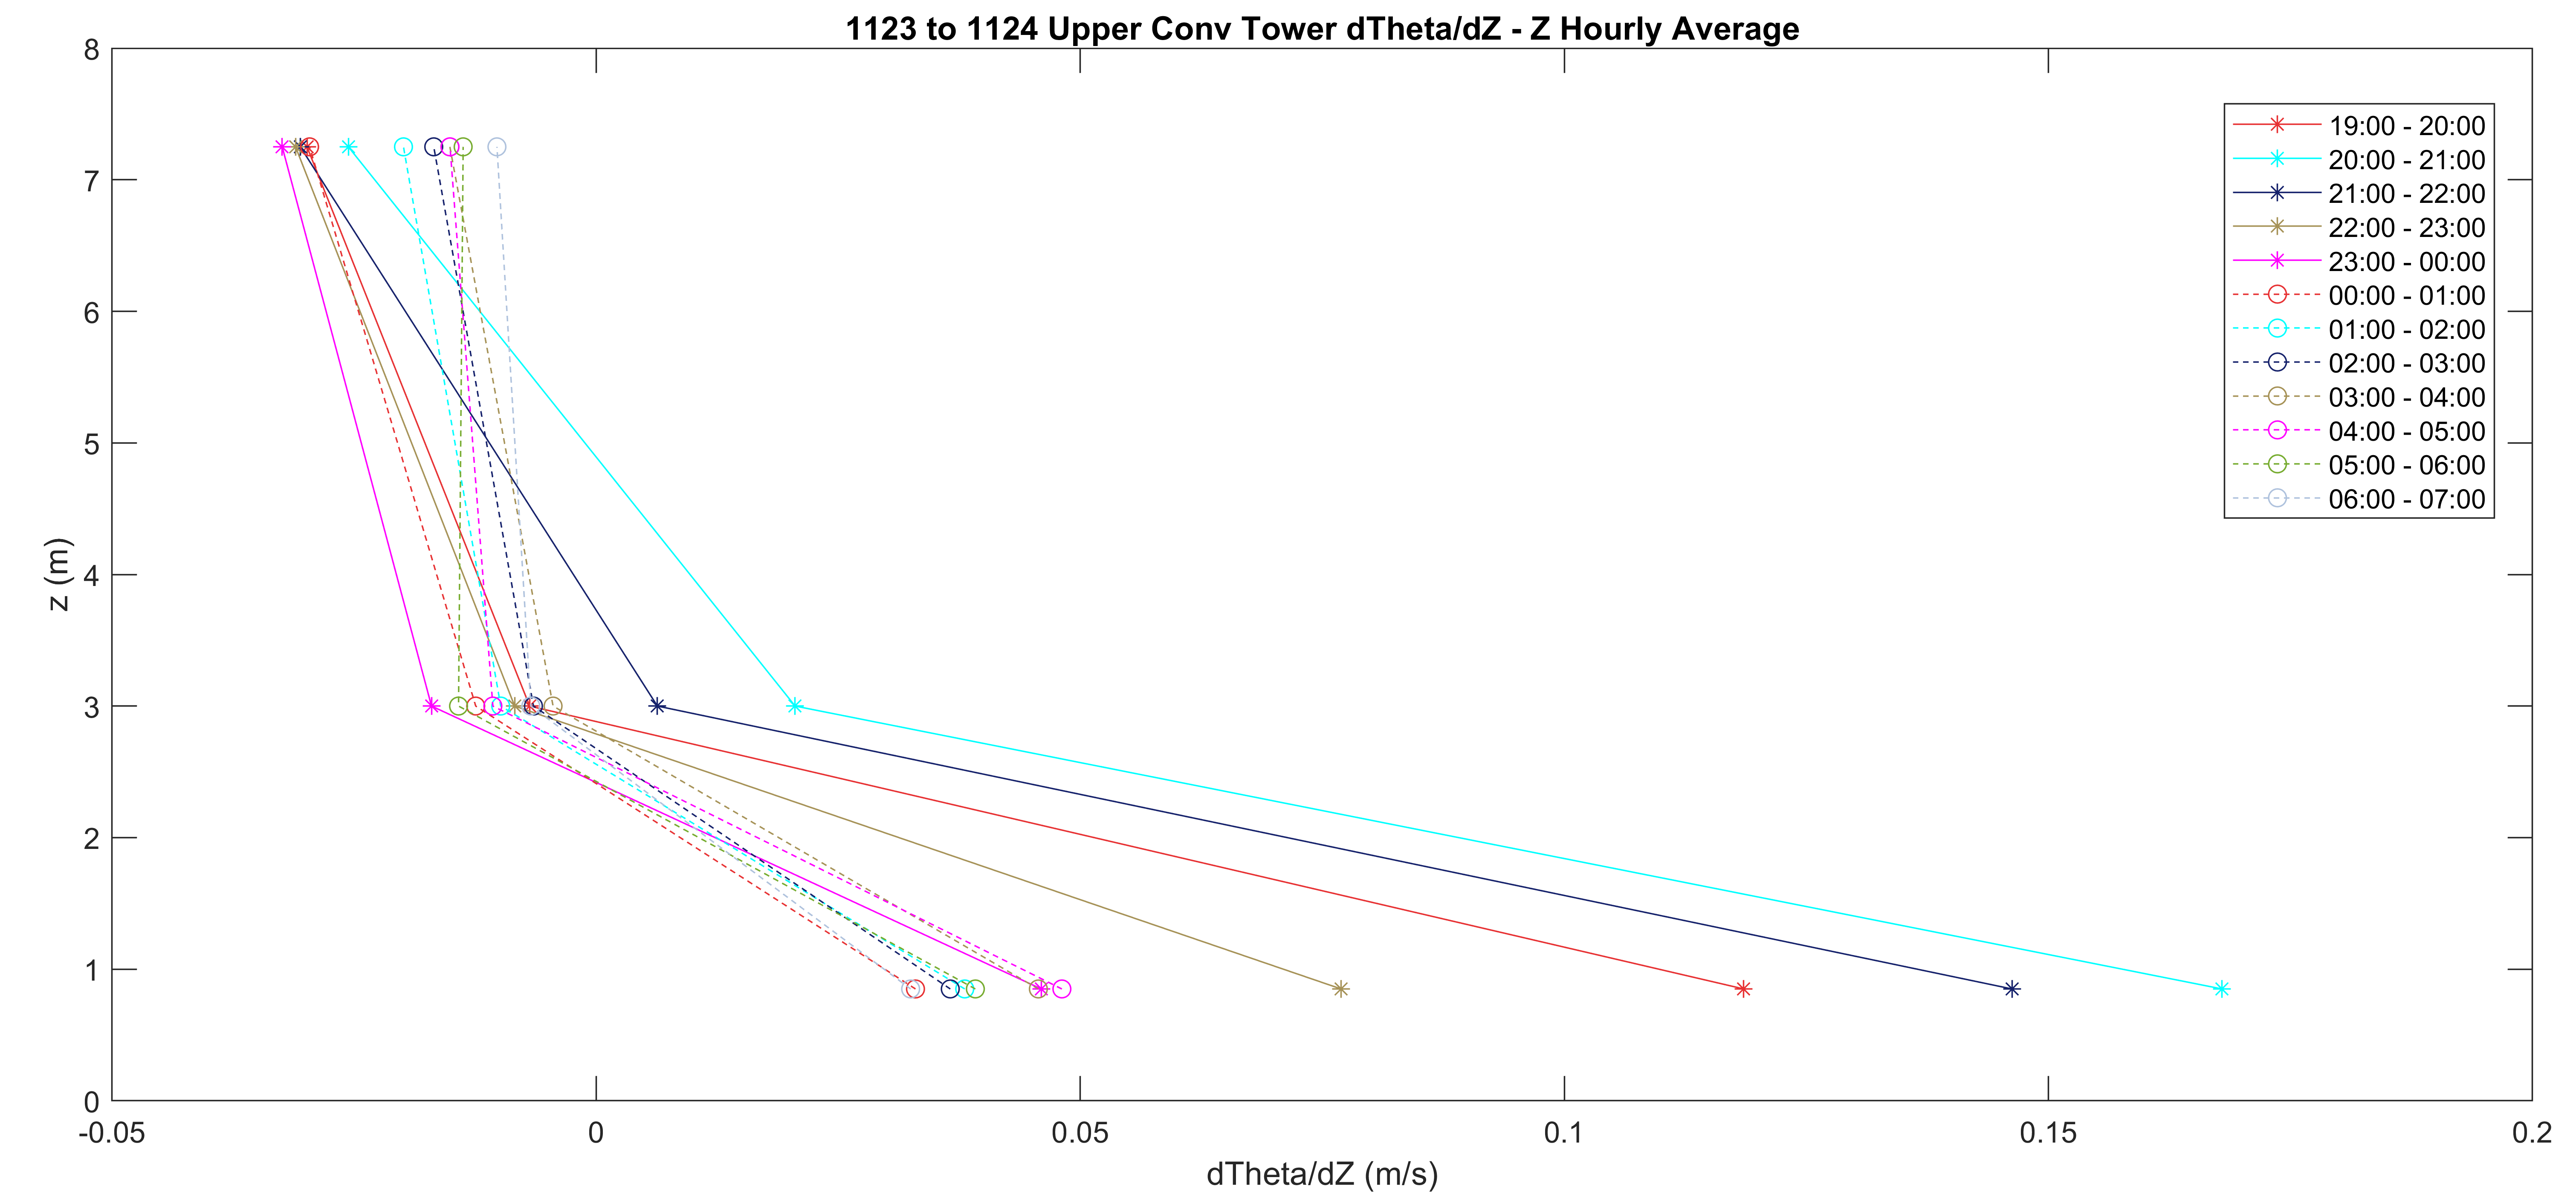 1123 to 1124 Upper Conv Tower dTheta/dZ - Z Hourly Average
8
7
6
5
4
3
2
1
0
z (m)
19:00 - 20:00
20:00 - 21:00
21:00 - 22:00
22:00 - 23:00
23:00 - 00:00
00:00 - 01:00
01:00 - 02:00
02:00 - 03:00
03:00 - 04:00
04:00 - 05:00
05:00 - 06:00
06:00 - 07:00
-0.05 0 0.05 0.1 0.15 0.2
dTheta/dZ (m/s)